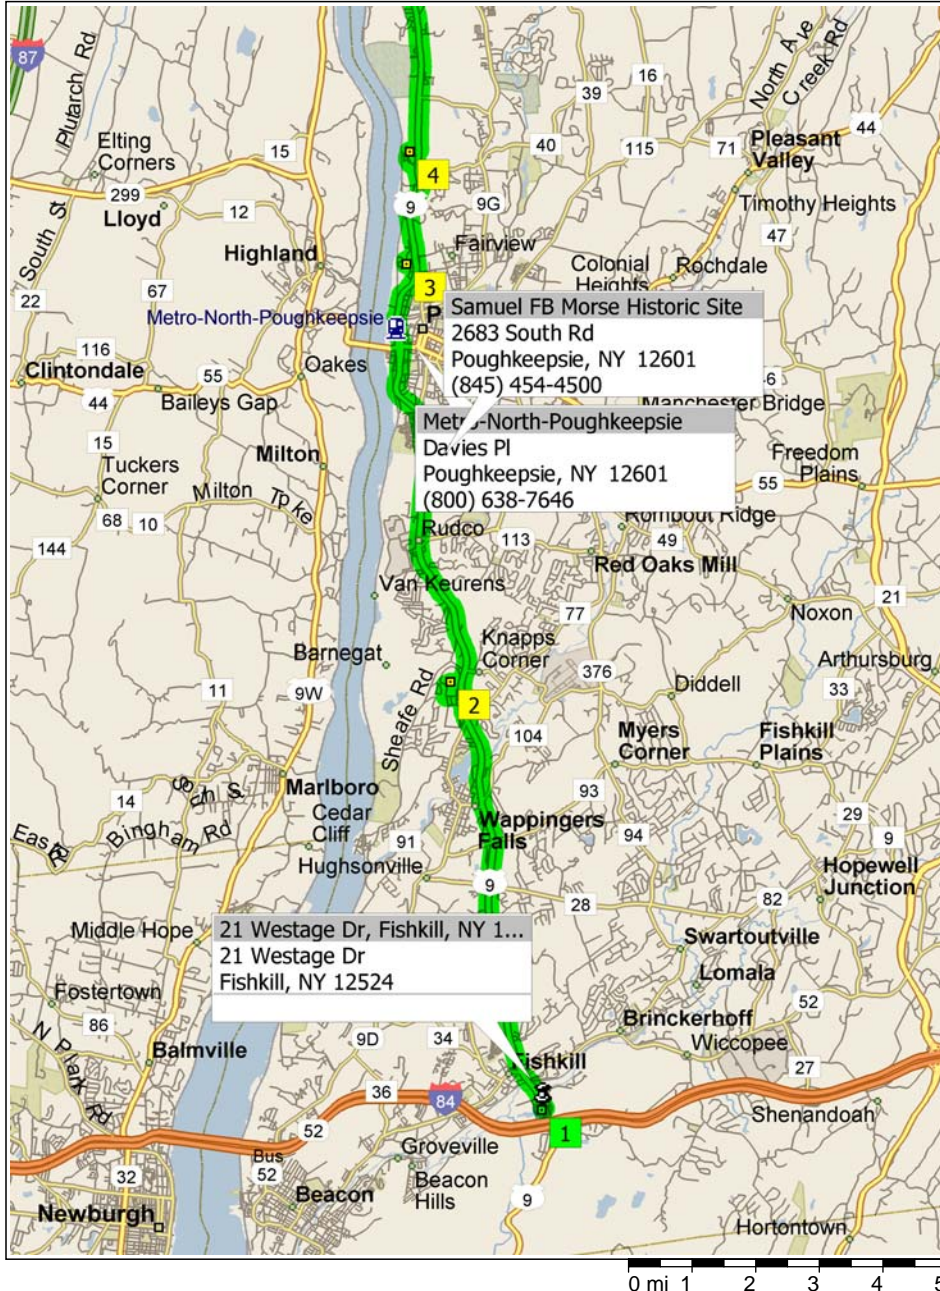 87
Plutarch Rd
Elting
Corners
15
299
Lloyd
12
South St
Highland
22
67
4
9
9G
16
39
40
115
North Ave
Creek Rd
71
44
Pleasant
Valley
Timothy Heights
47
Fairview
Colonial
Heights
Rochdale
3
Metro-North-Poughkeepsie
P
Samuel FB Morse Historic Site
2683 South Rd
Poughkeepsie, NY 12601
(845) 454-4500
116
Clintondale
44
55
Baileys Gap
Oakes
Manchester Bridge
Metro-North-Poughkeepsie
Davies Pl
Poughkeepsie, NY 12601
(800) 638-7646
15
Tuckers
Corner
Milton
Milton Tpke
68
10
144
Freedom
Plains
55
Rombout Ridge
Rudco
113
49
Red Oaks Mill
Van Keurens
77
Noxon
21
Knapps
Corner
Barnegat
376
Arthursburg
11
9W
Sheafe Rd
Diddell
33
2
104
Myers
Corner
Fishkill
Plains
Marlboro
14
Cedar
Cliff
Bingham Rd
93
Wappingers
Falls
94
29
9
91
Hughsonville
Hopewell
Junction
9
28
82
Middle Hope
21 Westage Dr, Fishkill, NY 1...
21 Westage Dr
Fishkill, NY 12524
Swartoutville
Lomala
Fostertown
86
N Plark Rd
Balmville
9D
34
52
Brinckerhoff
Wiccopee
Fishkill
27
36
84
1
Shenandoah
52
Groveville
Bus
52
Beacon
Hills
32
Beacon
9
Newburgh
Hortontown
0 mi 1 2 3 4 5